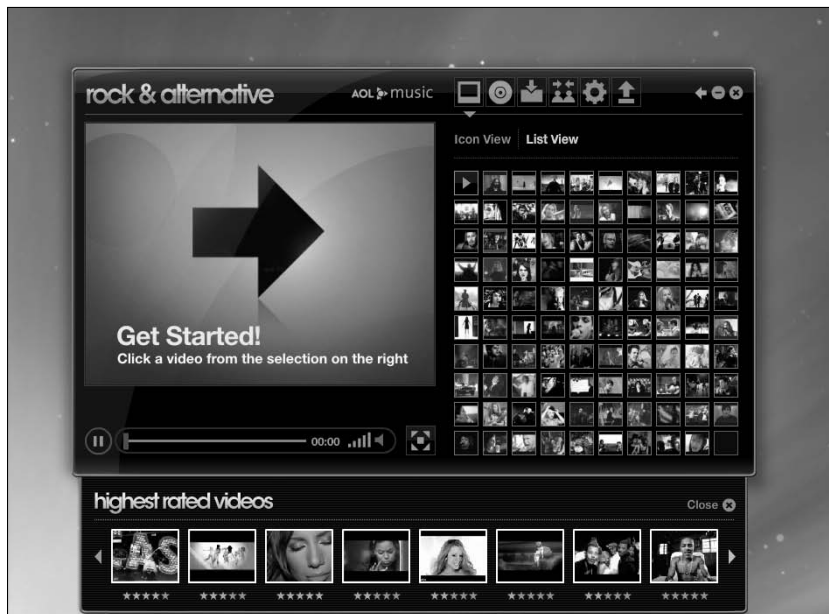 rock & alternative
AOL music
Icon View List View
Get Started!
Click a video from the selection on the right
00:00
highest rated videos
Close
EAS